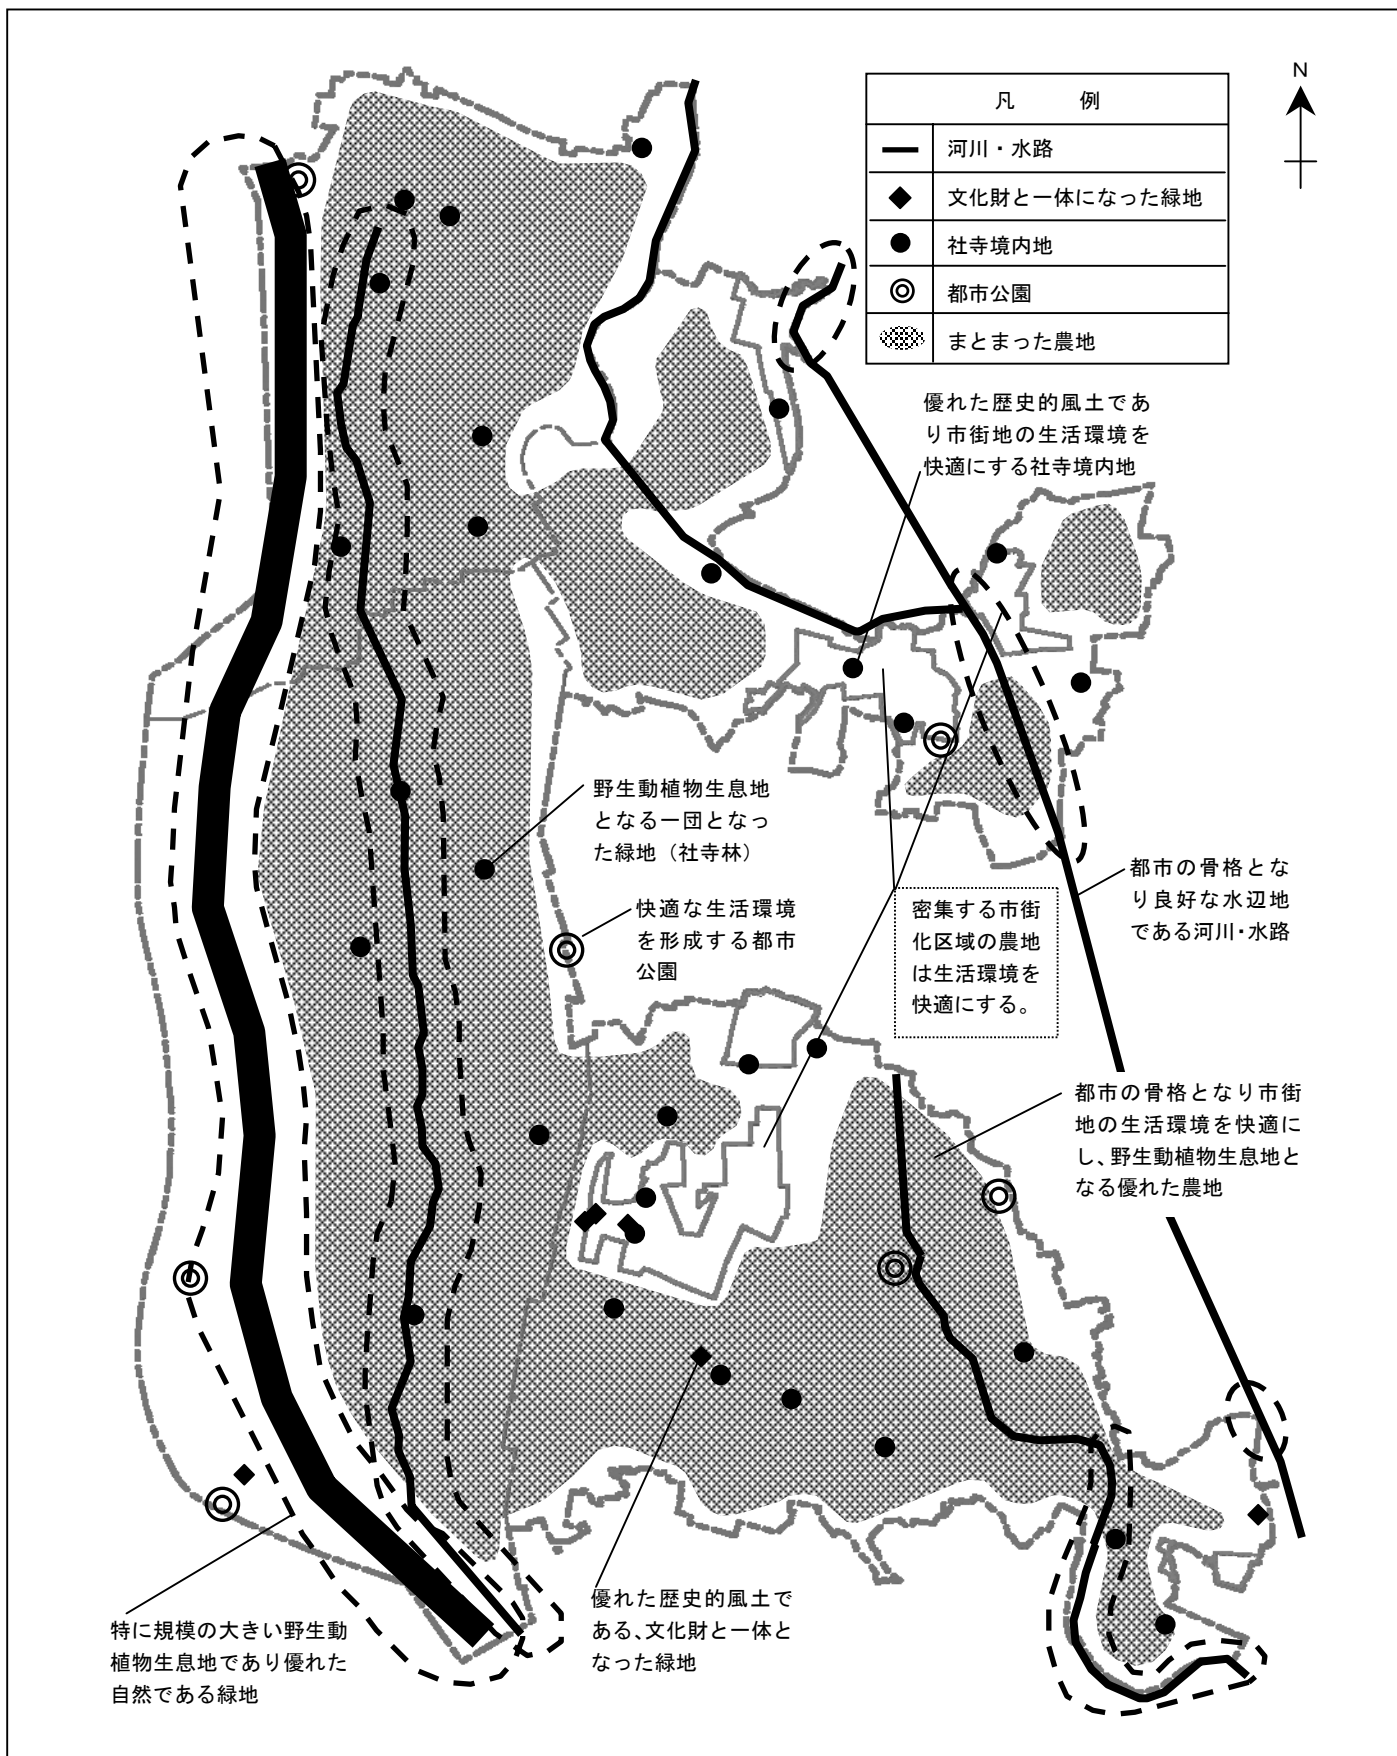 N
凡　例
河川・水路
文化財と一体になった緑地
社寺境内地
都市公園
まとまった農地
優れた歴史的風土であ
り市街地の生活環境を
快適にする社寺境内地
野生動植物生息地
となる一団となっ
た緑地（社寺林）
快適な生活環境
を形成する都市
公園
密集する市街
化区域の農地
は生活環境を
快適にする。
都市の骨格とな
り良好な水辺地
である河川・水路
都市の骨格となり市街
地の生活環境を快適に
し、野生動植物生息地と
なる優れた農地
特に規模の大きい野生動
植物生息地であり優れた
自然である緑地
優れた歴史的風土で
ある、文化財と一体と
なった緑地